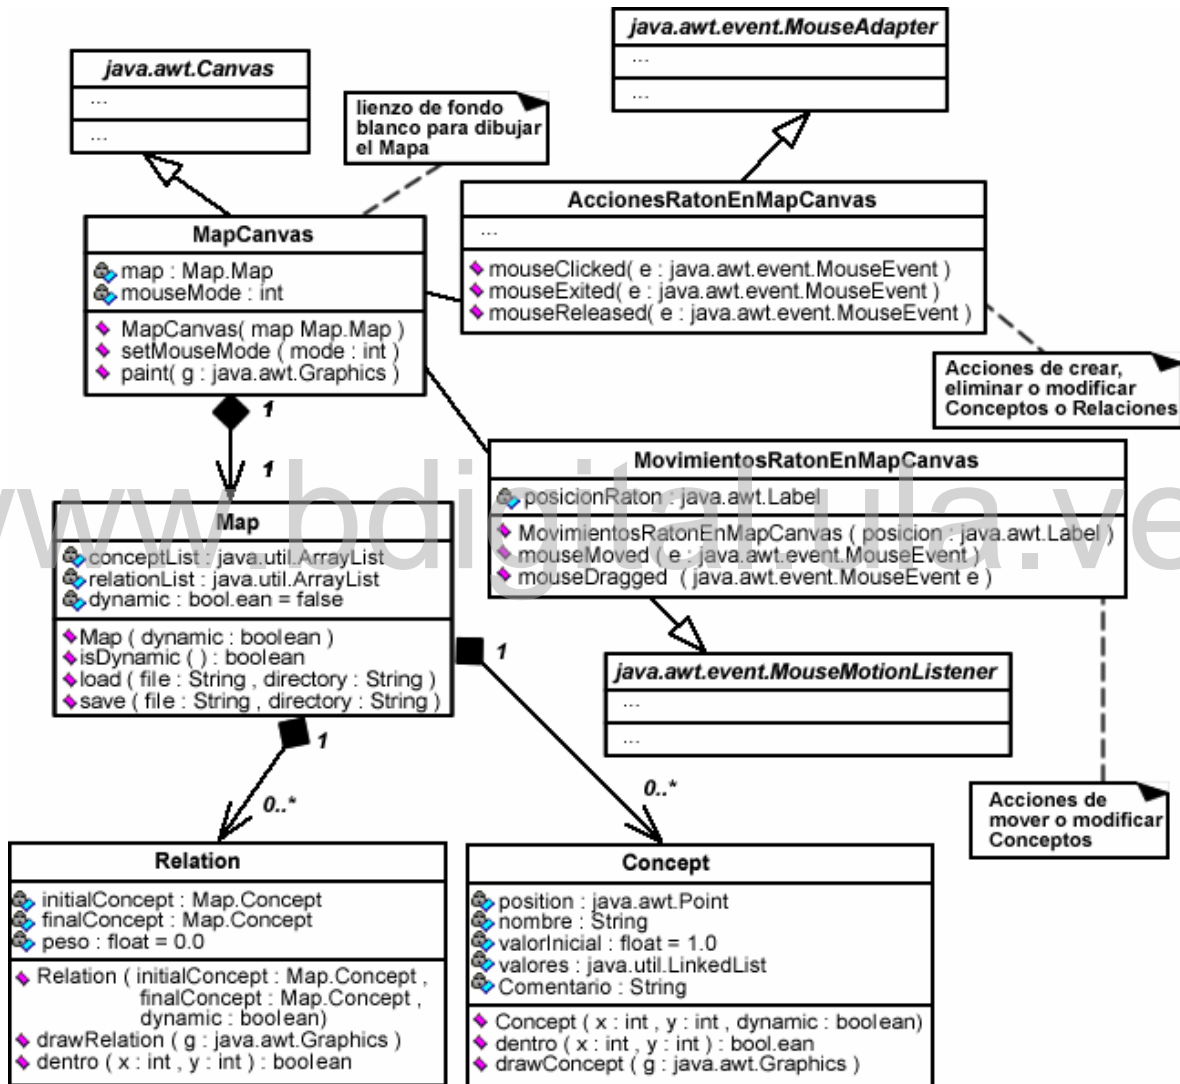 java.awt.event.MouseAdapter
...
...
java.awt.Canvas
...
...
lienzo de fondo
blanco para dibujar
el Mapa
AccionesRatonEnMapCanvas
...
mouseClicked( e : java.awt.event.MouseEvent )
mouseExited( e : java.awt.event.MouseEvent )
mouseReleased( e : java.awt.event.MouseEvent )
MapCanvas
map : Map.Map
mouseMode : int
MapCanvas( map Map.Map )
setMouseMode ( mode : int )
paint( g : java.awt.Graphics )
Acciones de crear,
eliminar o modificar
Conceptos o Relaciones
1
1
MovimientosRatonEnMapCanvas
posicionRaton : java.awt.Label
MovimientosRatonEnMapCanvas ( posicion : java.awt.Label )
mouseMoved ( e : java.awt.event.MouseEvent )
mouseDragged ( java.awt.event.MouseEvent e )
www.bdigital.ula.ve
Map
conceptList : java.util.ArrayList
relationList : java.util.ArrayList
dynamic : bool.ean = false
Map ( dynamic : boolean )
isDynamic ( ) : boolean
load ( file : String , directory : String )
save ( file : String , directory : String )
1
1
java.awt.event.MouseMotionListener
...
...
0..*
0..*
Acciones de
mover o modificar
Conceptos
Relation
initialConcept : Map.Concept
finalConcept : Map.Concept
peso : float = 0.0
Relation ( initialConcept : Map.Concept ,
finalConcept : Map.Concept ,
dynamic : boolean)
drawRelation ( g : java.awt.Graphics )
dentro ( x : int , y : int ) : boolean
Concept
position : java.awt.Point
nombre : String
valorInicial : float = 1.0
valores : java.util.LinkedList
Comentario : String
Concept ( x : int , y : int , dynamic : boolean)
dentro ( x : int , y : int ) : bool.ean
drawConcept ( g : java.awt.Graphics )